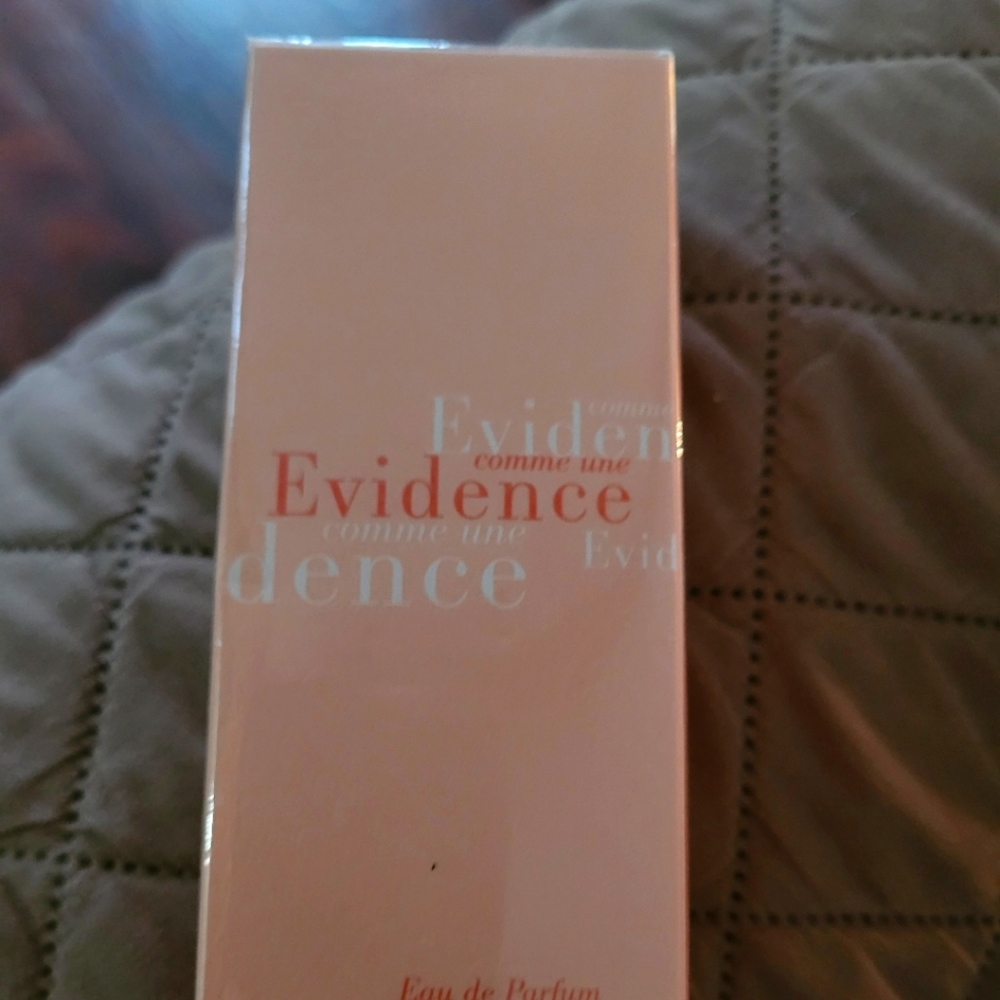 comme
Eviden
comme une
Evidence
comme une
dence
Evid
Eau de Parfum